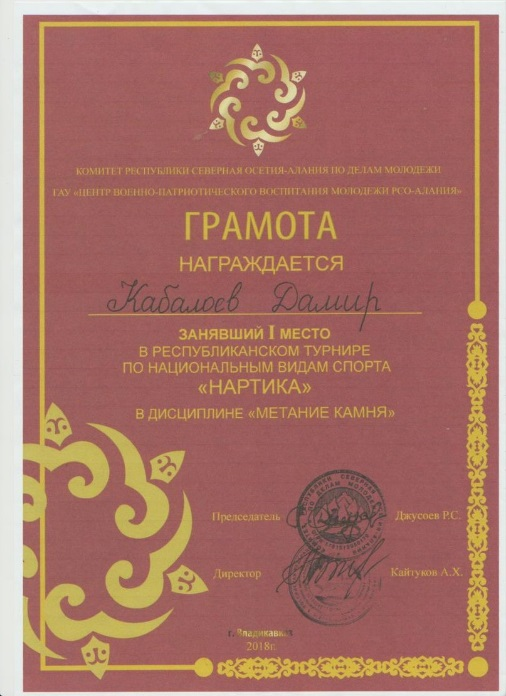 КОМИТЕТ РЕСПУБЛИКИ СЕВЕРНАЯ ОСЕТИЯ-АЛАНИЯ ПО ДЕЛАМ МОЛОДЕЖИ
ГАУ «ЦЕНТР ВОЕННО-ПАТРИОТИЧЕСКОГО ВОСПИТАНИЯ МОЛОДЕЖИ РСО-АЛАНИЯ»
ГРАМОТА
НАГРАЖДАЕТСЯ
Кабалоев Дамир
ЗАНЯВШИЙ I МЕСТО
В РЕСПУБЛИКАНСКОМ ТУРНИРЕ
ПО НАЦИОНАЛЬНЫМ ВИДАМ СПОРТА
«НАРТИКА»
В ДИСЦИПЛИНЕ «МЕТАНИЕ КАМНЯ»
Председатель Джусоев Р.С.
Директор Кайтуков А.Х.
г. Владикавказ
2018г.